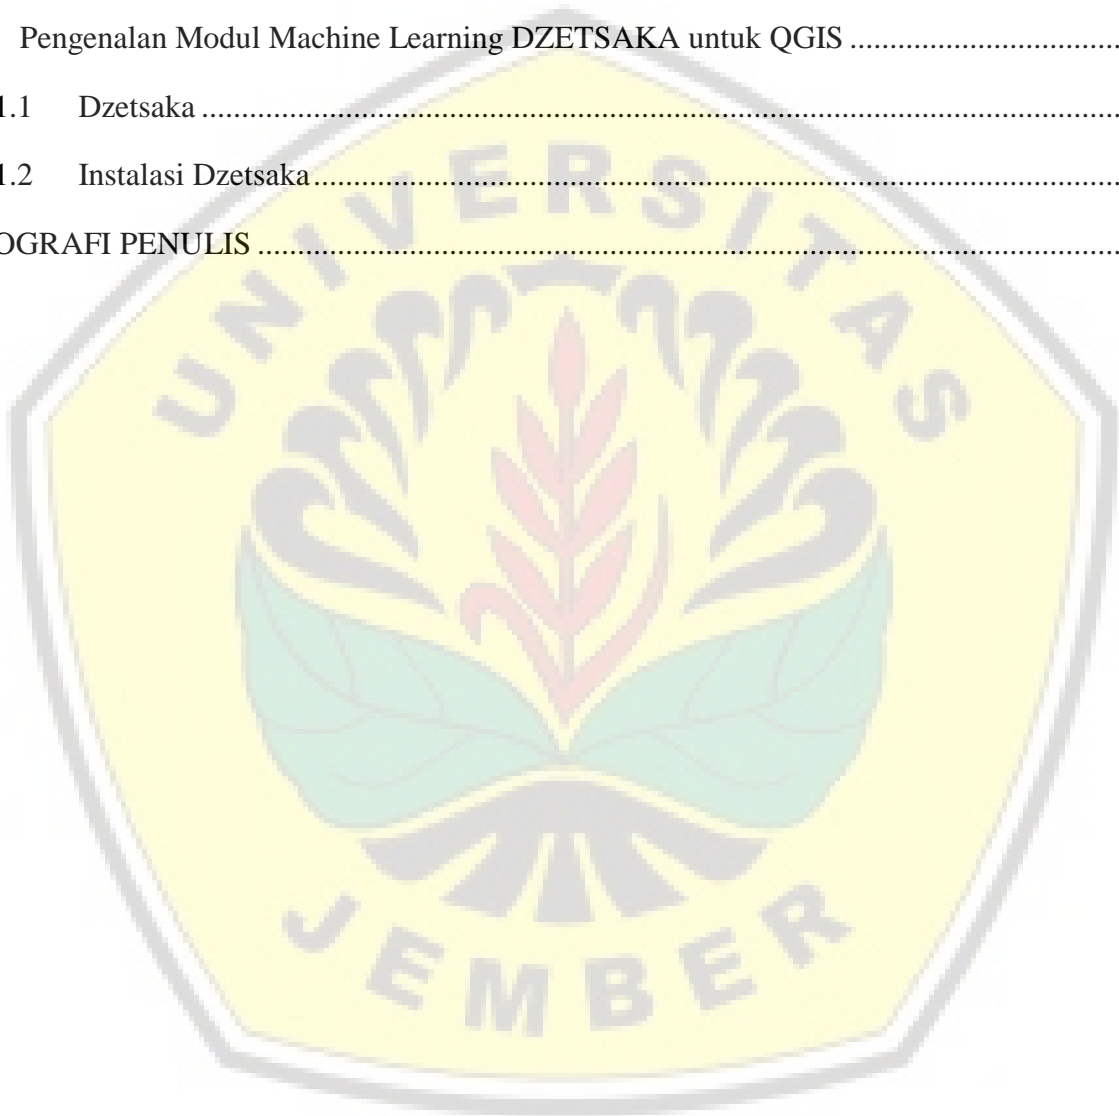 Pengenalan Modul Machine Learning DZETSAKA untuk QGIS ..................................
1.1 Dzetsaka ....................................................................................................................
1.2 Instalasi Dzetsaka .....................................................................................................
OGRAFI PENULIS ............................................................................................................
UNIVERSITAS
JEMBER